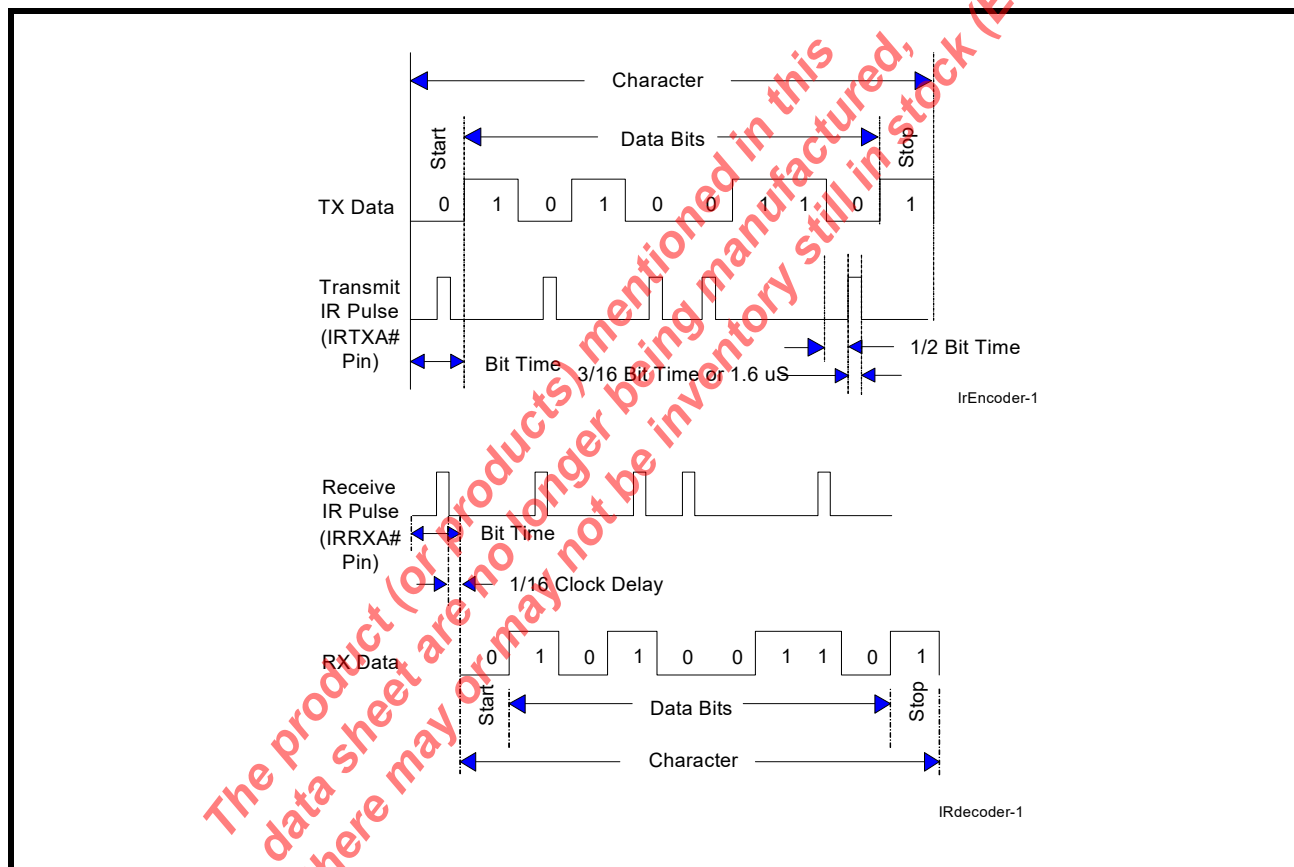 Character
Start
Data Bits
Stop
TX Data
0 1 0 1 0 0 1 1 0 1
Transmit
IR Pulse
(IRTXA#
Pin)
Bit Time
3/16 Bit Time or 1.6 uS
1/2 Bit Time
IrEncoder-1
Receive
IR Pulse
(IRRXA#
Pin)
Bit Time
1/16 Clock Delay
RX Data
0 1 0 1 0 0 1 1 0 1
Start
Data Bits
Stop
Character
IRdecoder-1
The product (or products) mentioned in this
data sheet are no longer being manufactured,
here may or may not be inventory still in stock (E